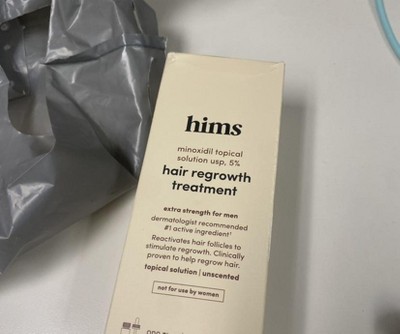 hims
minoxidil topical
solution usp, 5%
hair regrowth
treatment
extra strength for men
dermatologist recommended
#1 active ingredient†
Reactivates hair follicles to
stimulate regrowth. Clinically
proven to help regrow hair.
topical solution | unscented
not for use by women